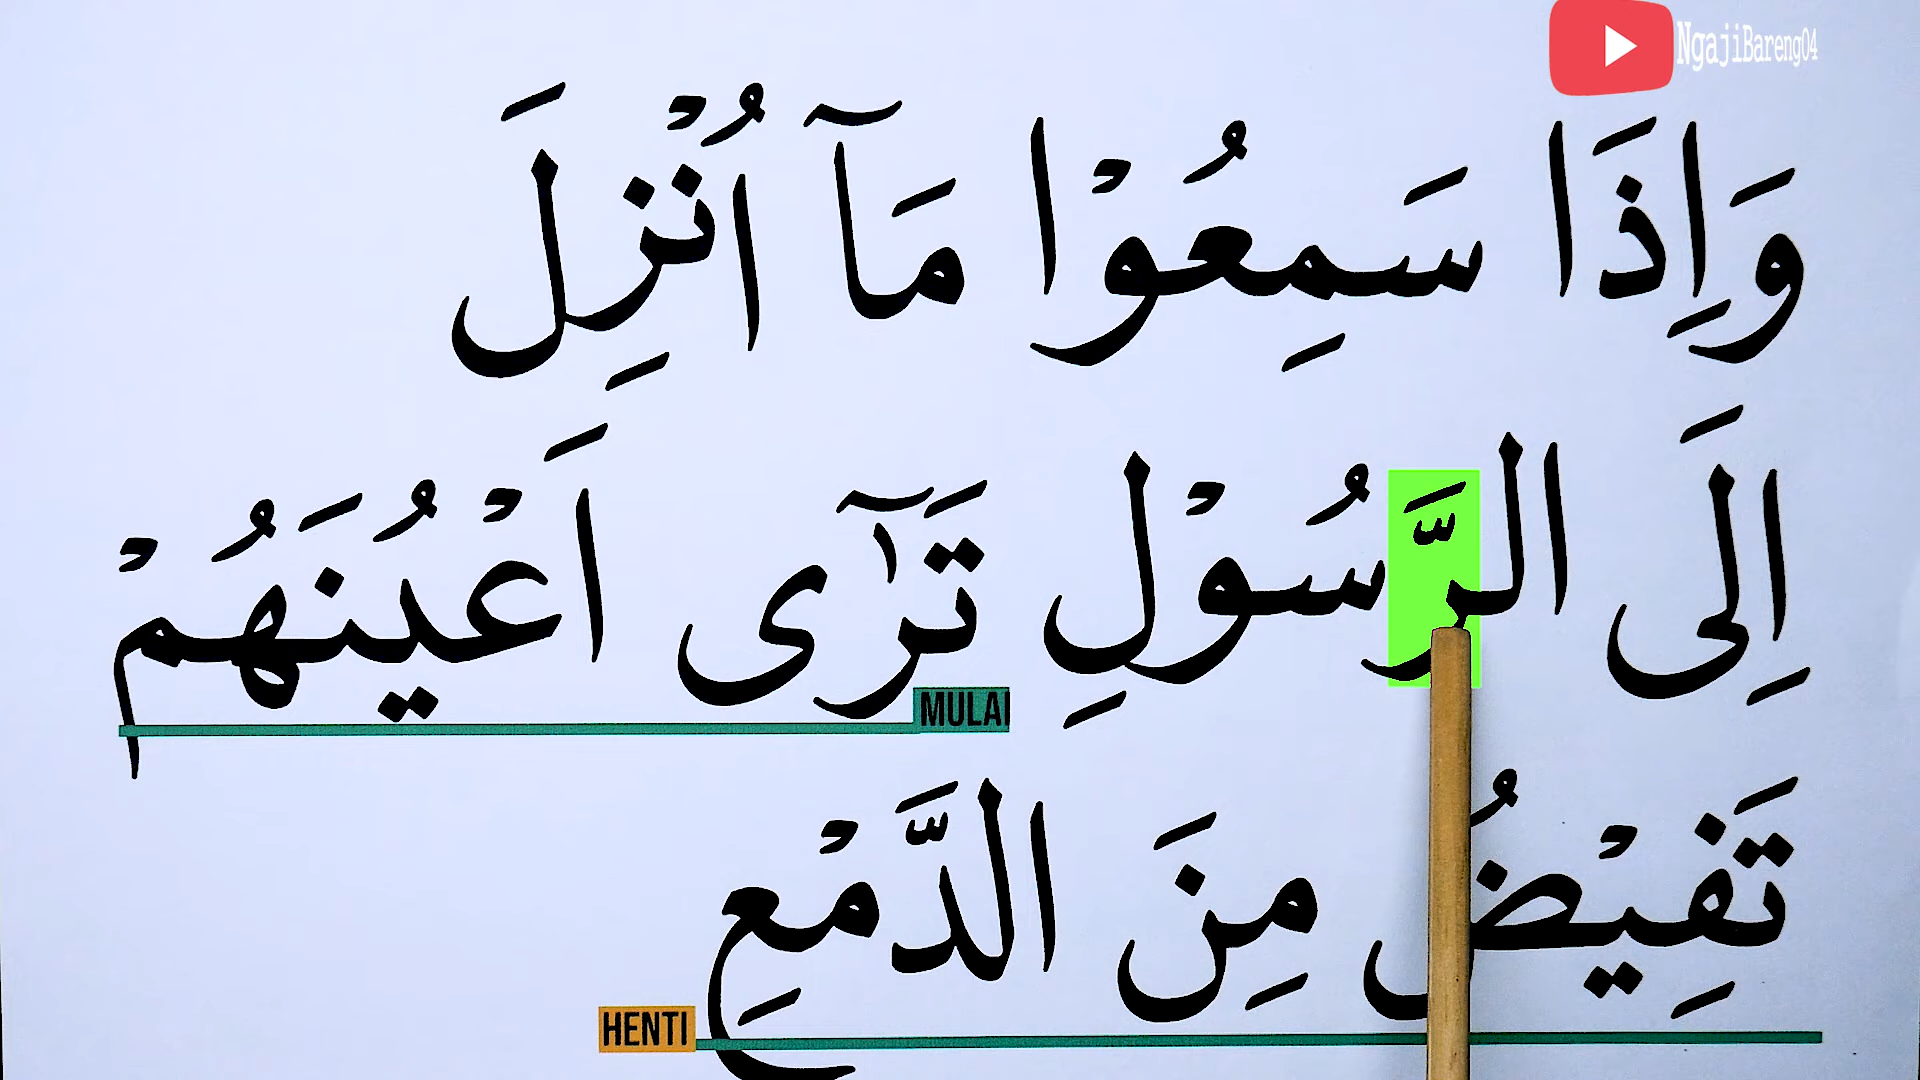 NgajiBareng04
وَاِذَا سَمِعُوْا مَآ اُنْزِلَ
اِلَى الرَّسُوْلِ تَرٰٓى اَعْيُنَهُمْ
MULAI
تَفِيْضُ مِنَ الدَّمْعِ
HENTI